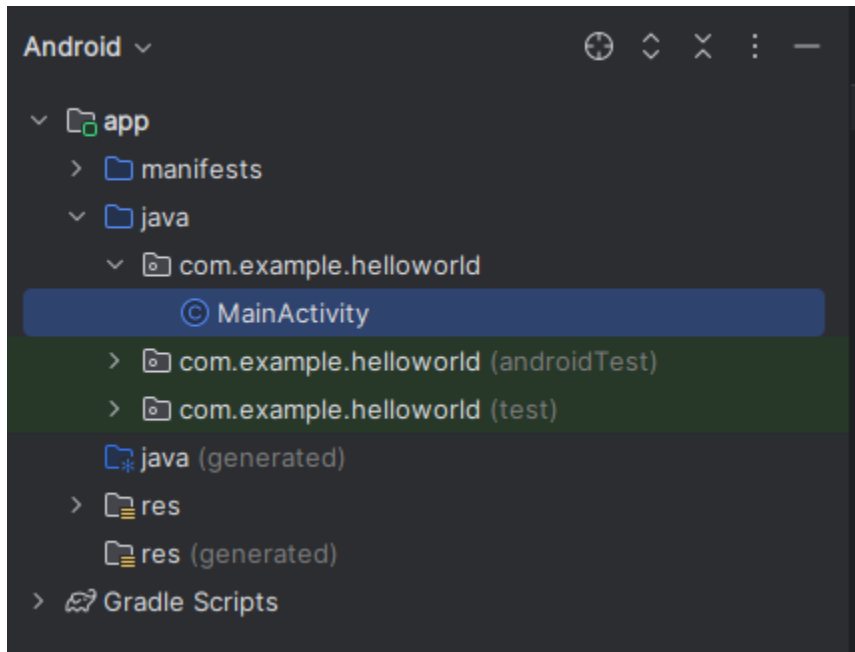 Android
app
manifests
java
com.example.helloworld
C MainActivity
com.example.helloworld (androidTest)
com.example.helloworld (test)
java (generated)
res
res (generated)
Gradle Scripts